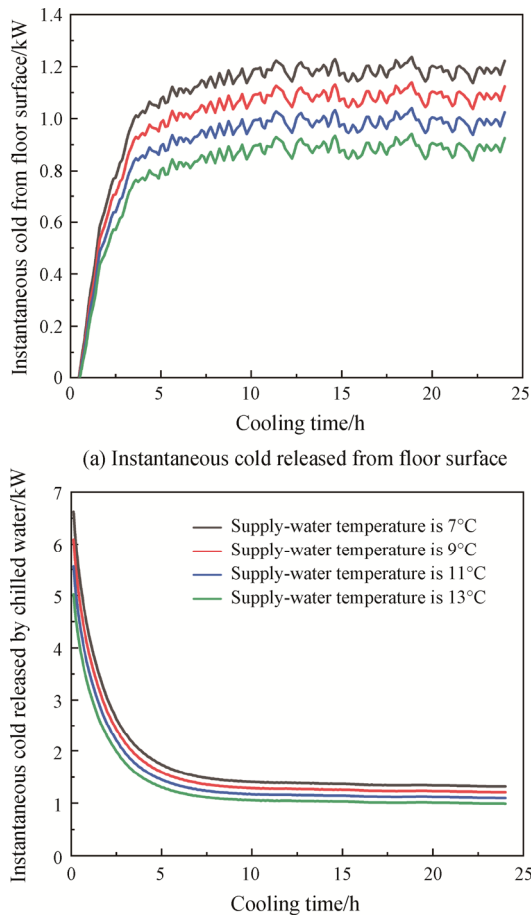 Instantaneous cold from floor surface/kW
1.4
1.2
1.0
0.8
0.6
0.4
0.2
0
0 5 10 15 20 25
Cooling time/h
(a) Instantaneous cold released from floor surface
Instantaneous cold released by chilled water/kW
7
6
5
4
3
2
1
0
Supply-water temperature is 7°C
Supply-water temperature is 9°C
Supply-water temperature is 11°C
Supply-water temperature is 13°C
0 5 10 15 20 25
Cooling time/h